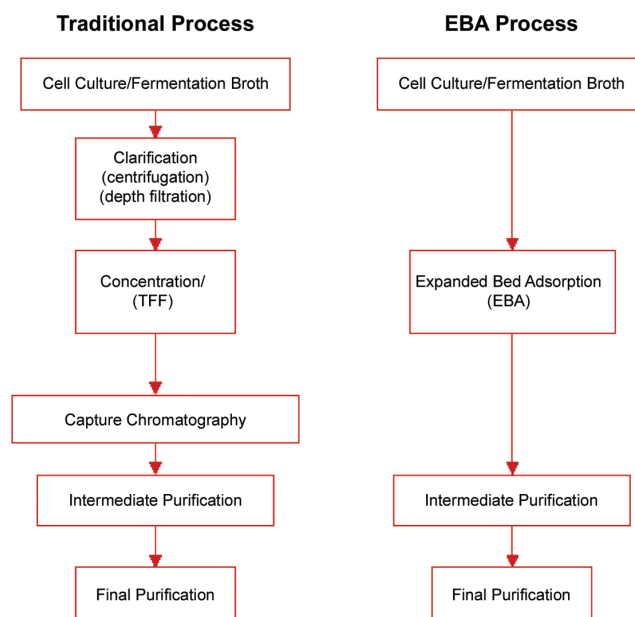 Traditional Process
Cell Culture/Fermentation Broth
Clarification
(centrifugation)
(depth filtration)
Concentration/
(TFF)
Capture Chromatography
Intermediate Purification
Final Purification
EBA Process
Cell Culture/Fermentation Broth
Expanded Bed Adsorption
(EBA)
Intermediate Purification
Final Purification